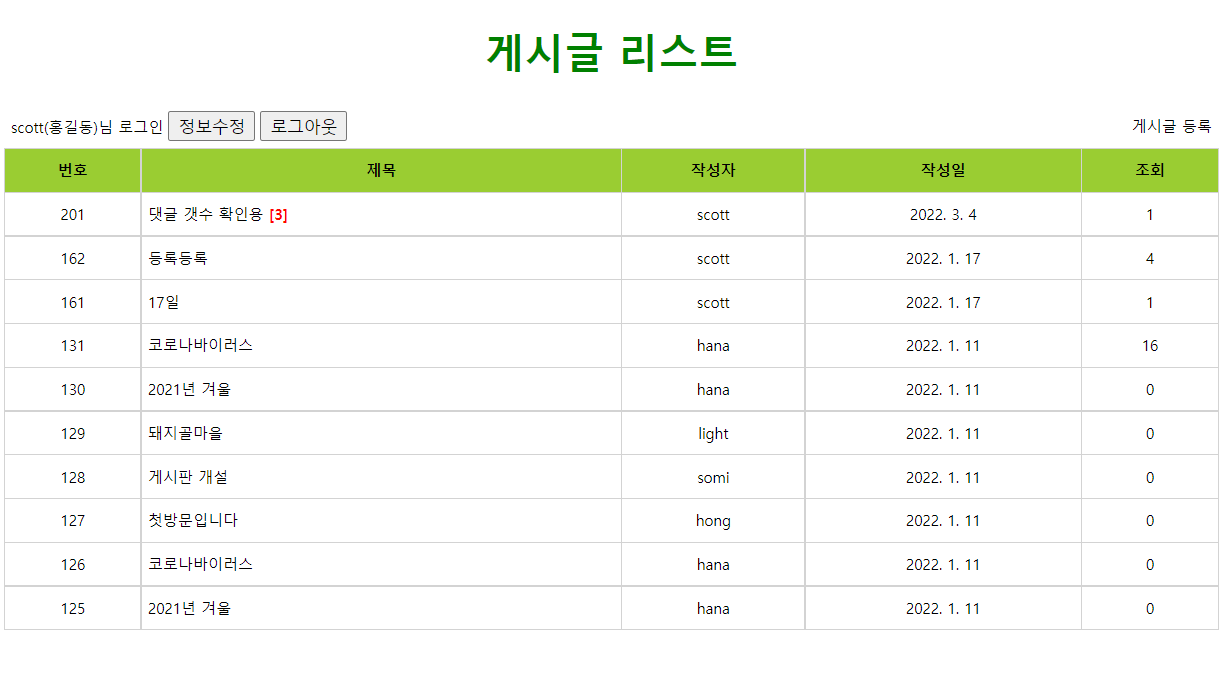 게시글 리스트
scott(홍길동)님 로그인 정보수정 로그아웃 게시글 등록
번호 제목 작성자 작성일 조회
201 댓글 갯수 확인용 [3] scott 2022. 3. 4 1
162 등록등록 scott 2022. 1. 17 4
161 17일 scott 2022. 1. 17 1
131 코로나바이러스 hana 2022. 1. 11 16
130 2021년 겨울 hana 2022. 1. 11 0
129 돼지골마을 light 2022. 1. 11 0
128 게시판 개설 somi 2022. 1. 11 0
127 첫방문입니다 hong 2022. 1. 11 0
126 코로나바이러스 hana 2022. 1. 11 0
125 2021년 겨울 hana 2022. 1. 11 0